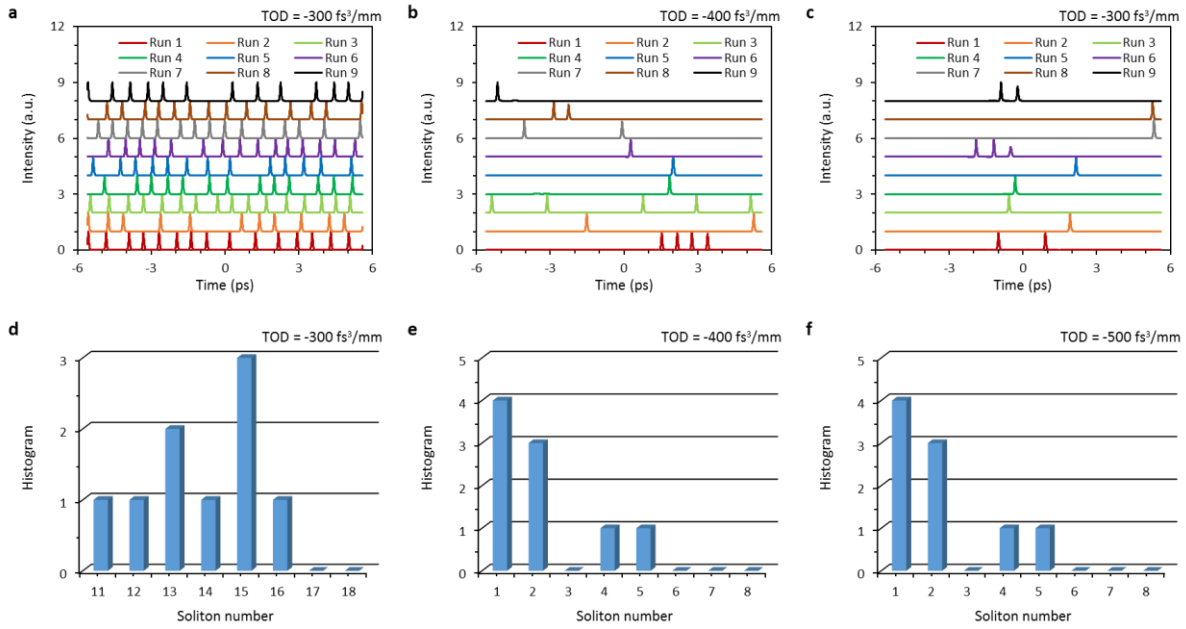 a
TOD = -300 fs³/mm
12
9
6
3
0
Run 1 Run 2 Run 3
Run 4 Run 5 Run 6
Run 7 Run 8 Run 9
-6 -3 0 3 6
Time (ps)
Intensity (a.u.)
b
TOD = -400 fs³/mm
12
9
6
3
0
Run 1 Run 2 Run 3
Run 4 Run 5 Run 6
Run 7 Run 8 Run 9
-6 -3 0 3 6
Time (ps)
Intensity (a.u.)
c
TOD = -300 fs³/mm
12
9
6
3
0
Run 1 Run 2 Run 3
Run 4 Run 5 Run 6
Run 7 Run 8 Run 9
-6 -3 0 3 6
Time (ps)
Intensity (a.u.)
d
TOD = -300 fs³/mm
3
2
1
0
11 12 13 14 15 16 17 18
Soliton number
Histogram
e
TOD = -400 fs³/mm
5
4
3
2
1
0
1 2 3 4 5 6 7 8
Soliton number
Histogram
f
TOD = -500 fs³/mm
5
4
3
2
1
0
1 2 3 4 5 6 7 8
Soliton number
Histogram